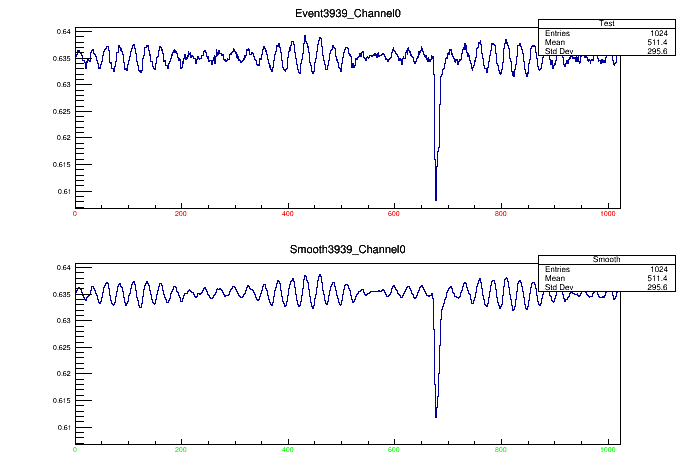 Event3939_Channel0
Test
Entries 1024
Mean 511.4
Std Dev 295.6
0.64
0.635
0.63
0.625
0.62
0.615
0.61
0 200 400 600 800 1000
Smooth3939_Channel0
Smooth
Entries 1024
Mean 511.4
Std Dev 295.6
0.64
0.635
0.63
0.625
0.62
0.615
0.61
0 200 400 600 800 1000